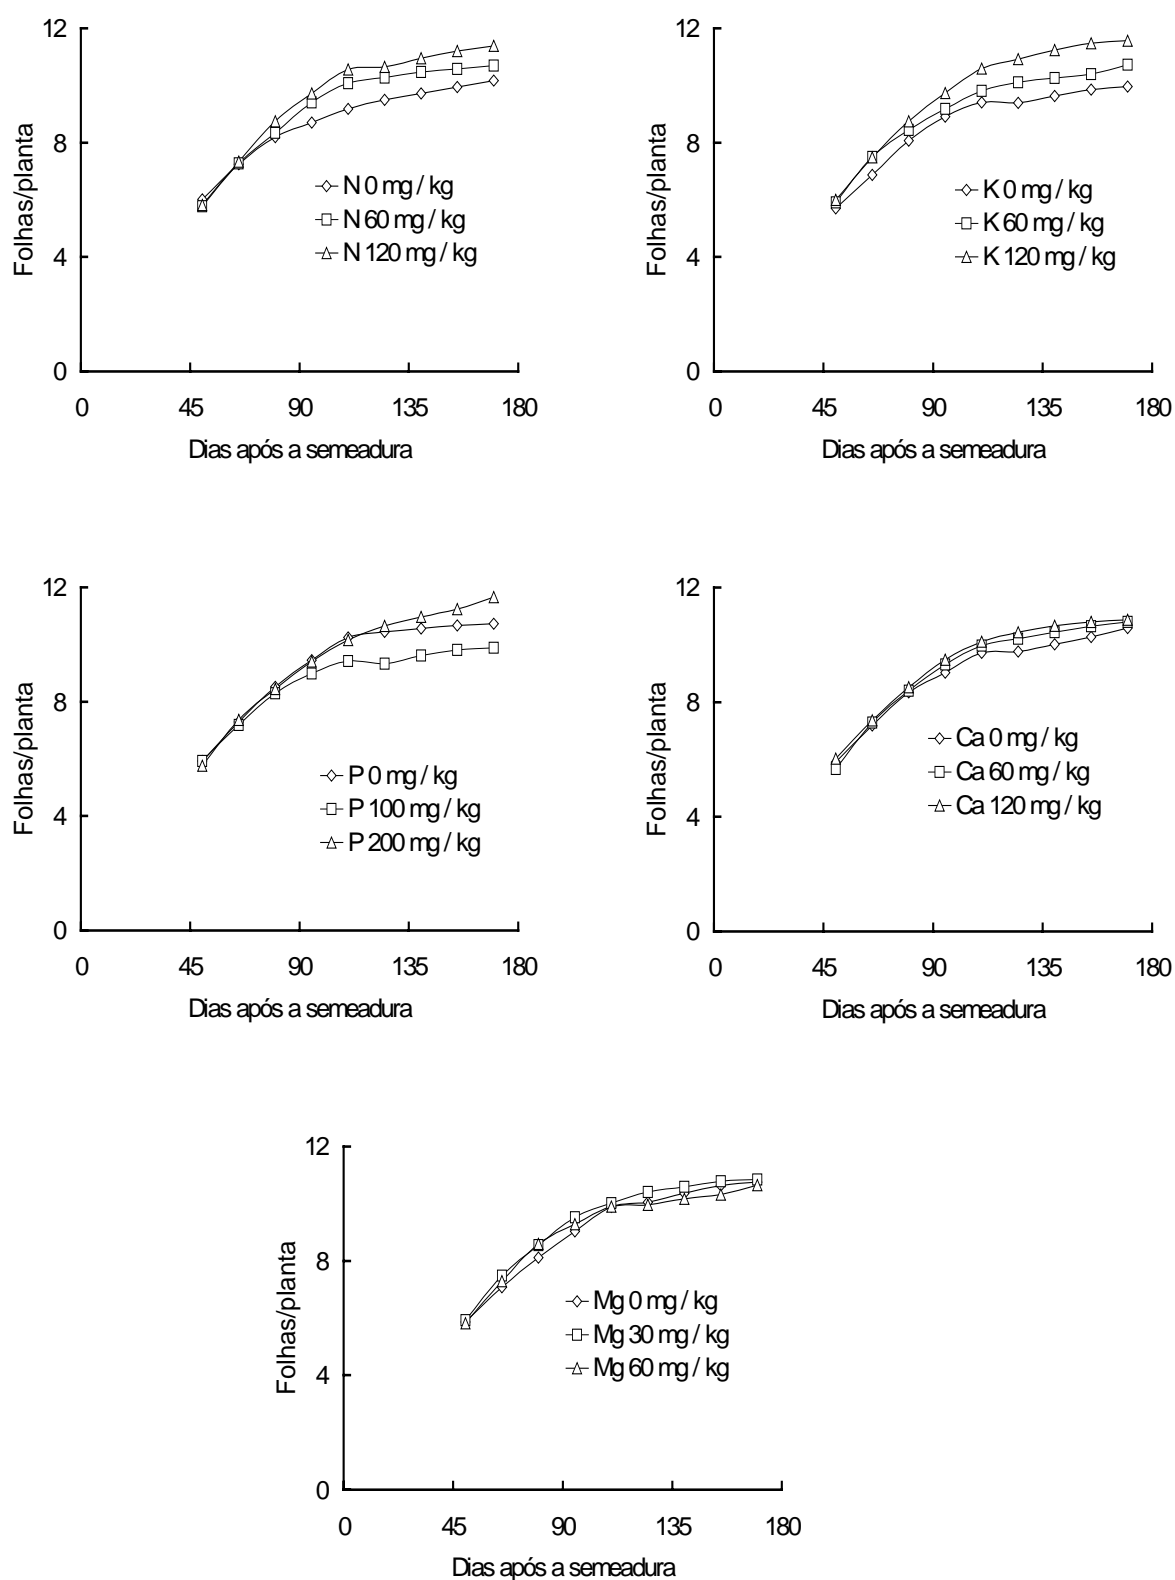 12
8
4
0
Folhas/planta
N 0 mg / kg
N 60 mg / kg
N 120 mg / kg
0 45 90 135 180
Dias após a semeadura
12
8
4
0
Folhas/planta
K 0 mg / kg
K 60 mg / kg
K 120 mg / kg
0 45 90 135 180
Dias após a semeadura
12
8
4
0
Folhas/planta
P 0 mg / kg
P 100 mg / kg
P 200 mg / kg
0 45 90 135 180
Dias após a semeadura
12
8
4
0
Folhas/planta
Ca 0 mg / kg
Ca 60 mg / kg
Ca 120 mg / kg
0 45 90 135 180
Dias após a semeadura
12
8
4
0
Folhas/planta
Mg 0 mg / kg
Mg 30 mg / kg
Mg 60 mg / kg
0 45 90 135 180
Dias após a semeadura